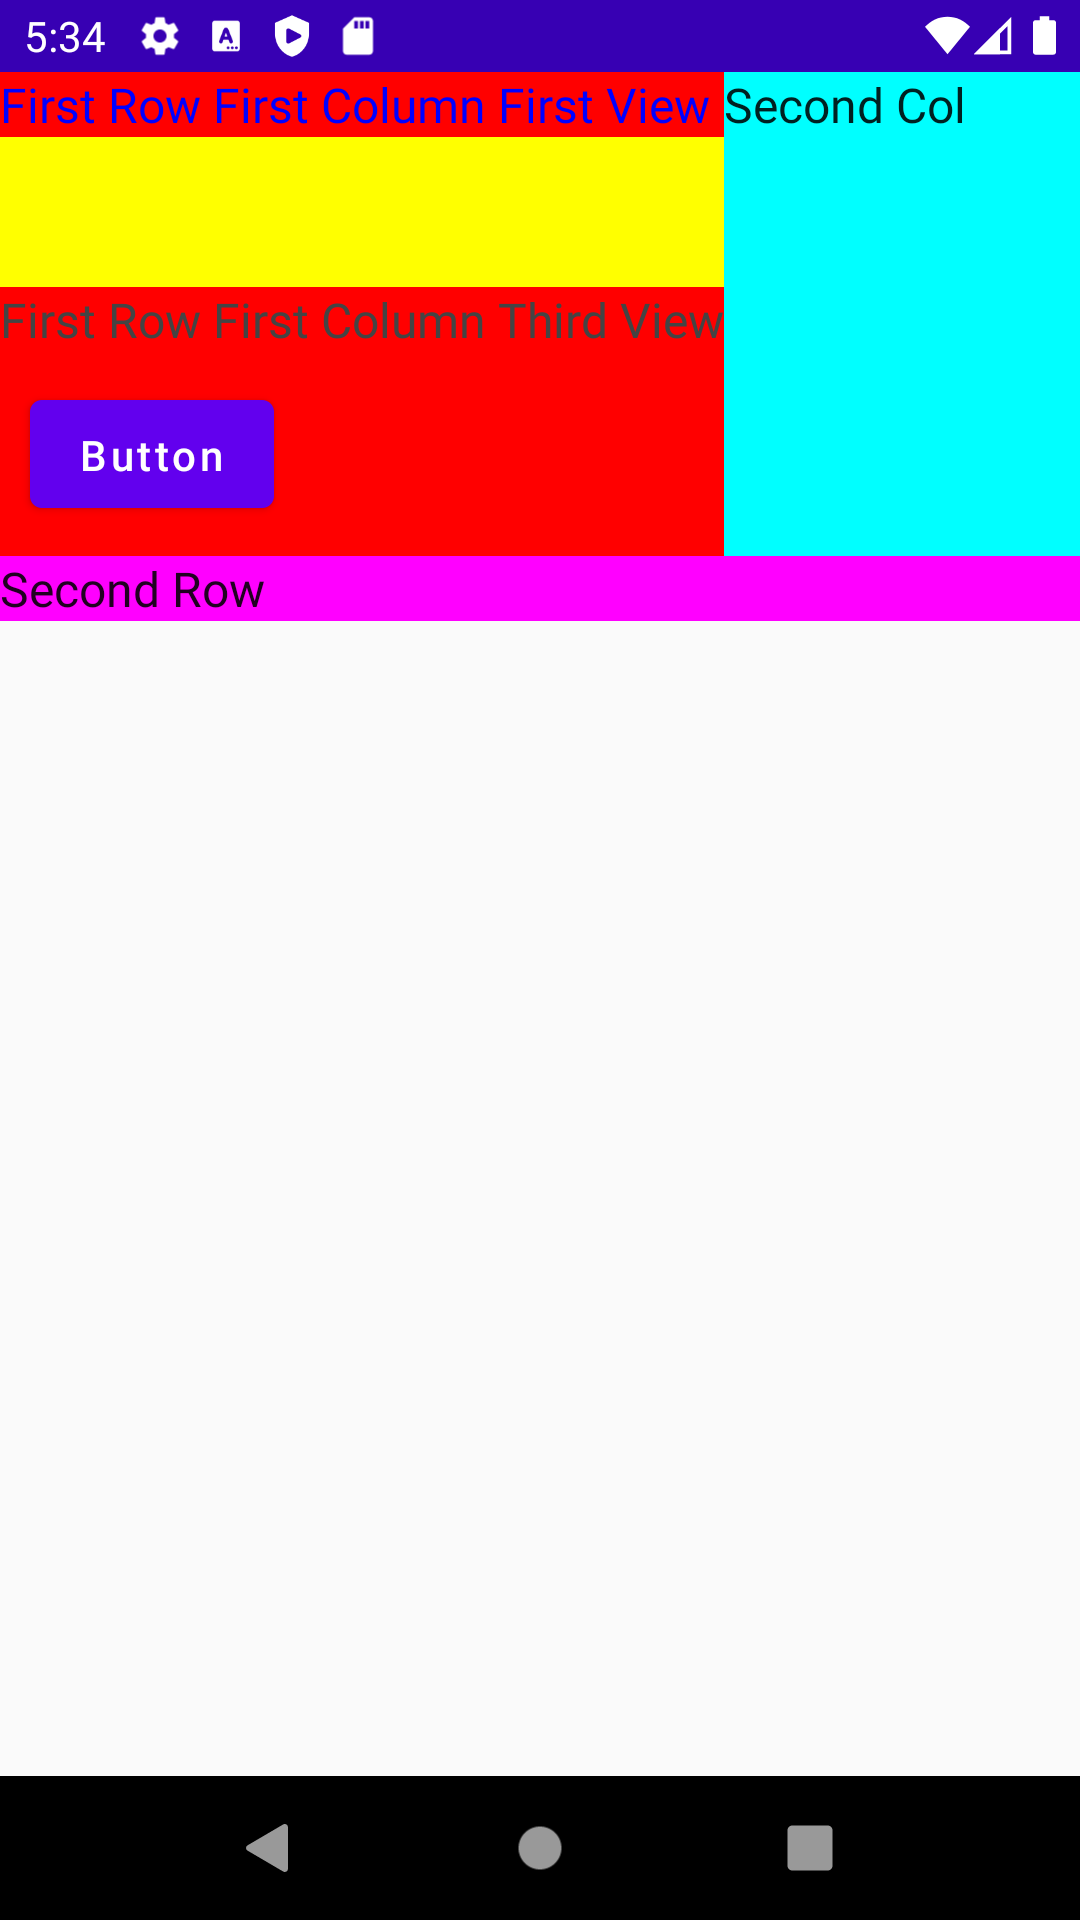 5:34
First Row First Column First View
Second Col
First Row First Column Third View
Button
Second Row